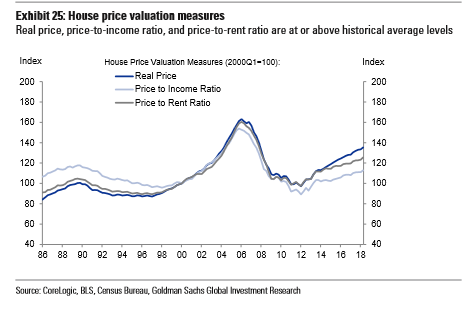 Exhibit 25: House price valuation measures
Real price, price-to-income ratio, and price-to-rent ratio are at or above historical average levels
Index House Price Valuation Measures (2000Q1=100): Index
Real Price
Price to Income Ratio
Price to Rent Ratio
200 200
180 180
160 160
140 140
120 120
100 100
80 80
60 60
40 40
86 88 90 92 94 96 98 00 02 04 06 08 10 12 14 16 18
Source: CoreLogic, BLS, Census Bureau, Goldman Sachs Global Investment Research